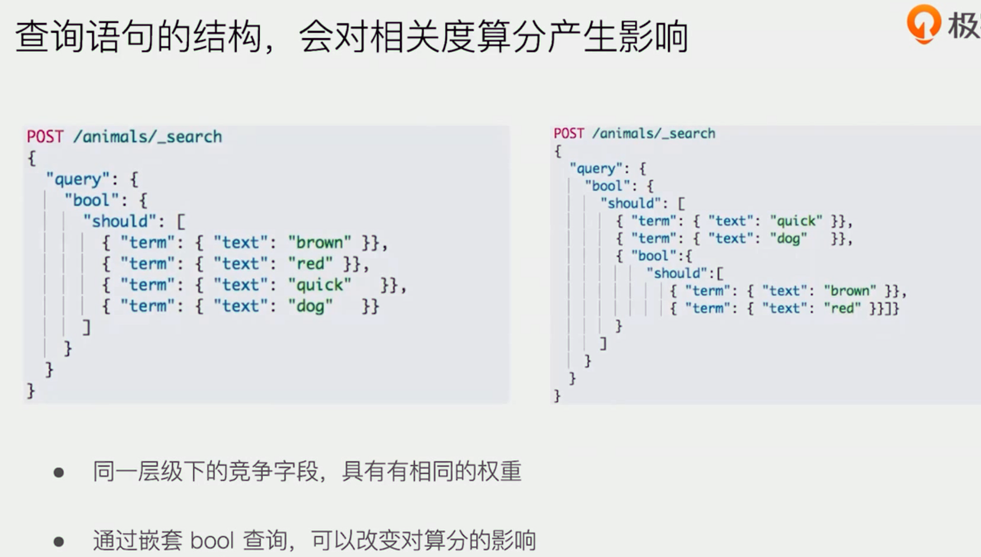 查询语句的结构，会对相关度算分产生影响
极
POST /animals/_search
{
"query": {
"bool": {
"should": [
{ "term": { "text": "brown" }},
{ "term": { "text": "red" }},
{ "term": { "text": "quick" }},
{ "term": { "text": "dog" }}
]
}
}
}
POST /animals/_search
{
"query": {
"bool": {
"should": [
{ "term": { "text": "quick" }},
{ "term": { "text": "dog" }},
{ "bool":{
"should":[
{ "term": { "text": "brown" }},
{ "term": { "text": "red" }}]}
}
]
}
}
}
● 同一层级下的竞争字段，具有有相同的权重
● 通过嵌套 bool 查询，可以改变对算分的影响